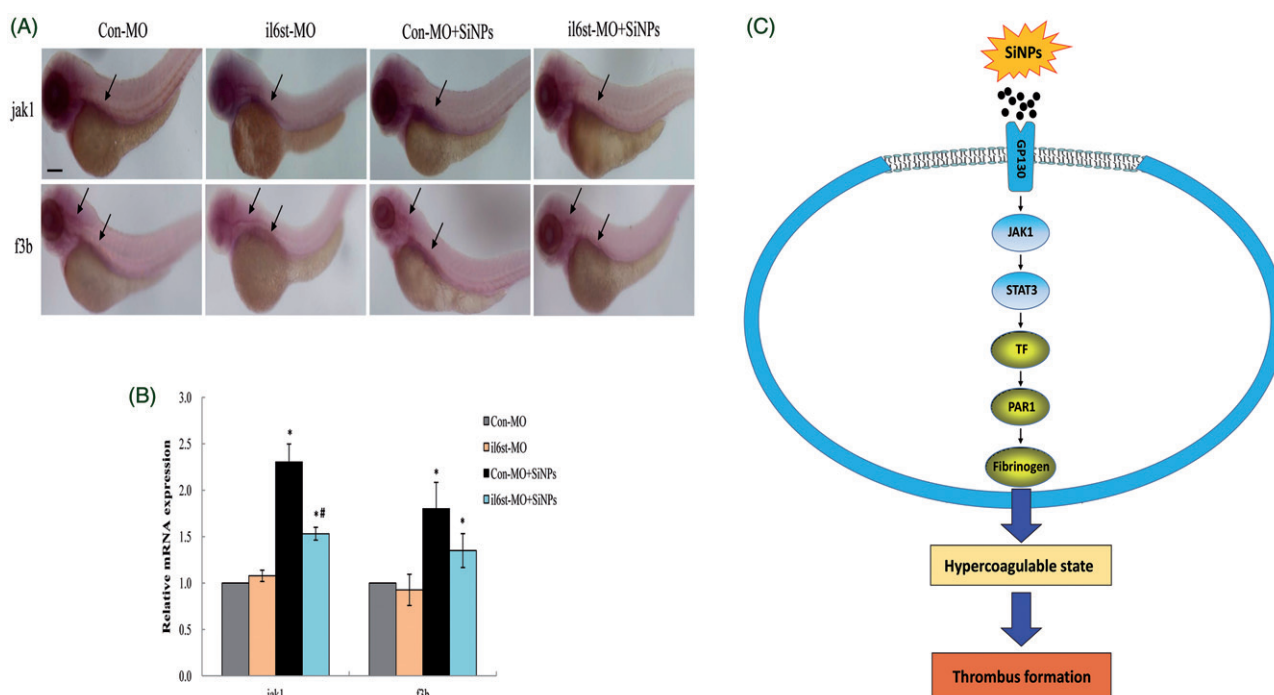 (A)
Con-MO
il6st-MO
Con-MO+SiNPs
il6st-MO+SiNPs
jak1
f3b
(B)
Relative mRNA expression
3.0
2.5
2.0
1.5
1.0
0.5
0.0
*
*#
*
*
Con-MO
il6st-MO
Con-MO+SiNPs
il6st-MO+SiNPs
jak1
f3b
(C)
SiNPs
GP130
JAK1
STAT3
TF
PAR1
Fibrinogen
Hypercoagulable state
Thrombus formation